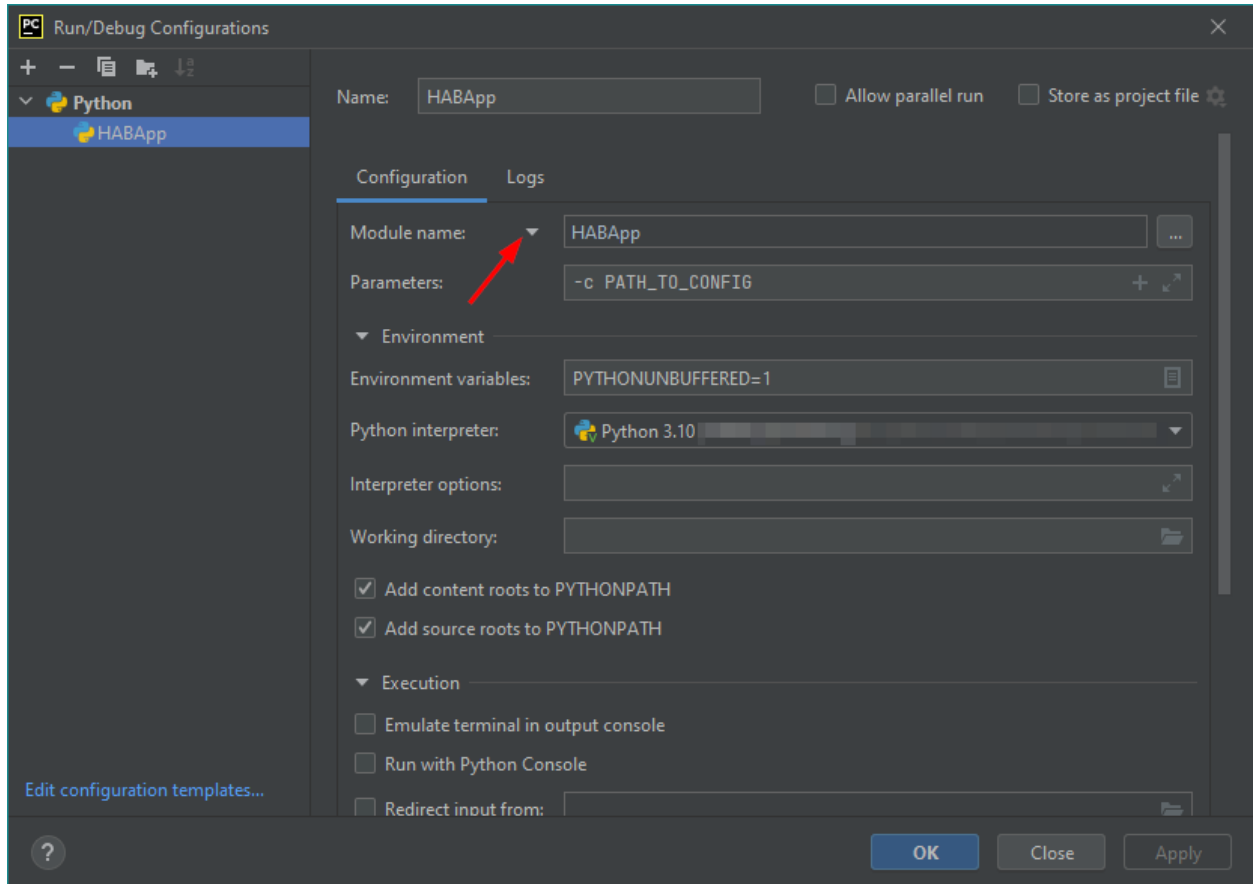 PC Run/Debug Configurations
Python
HABApp
Edit configuration templates...
Name: HABApp Allow parallel run Store as project file
Configuration Logs
Module name: HABApp ...
Parameters: -c PATH_TO_CONFIG
Environment
Environment variables: PYTHONUNBUFFERED=1
Python interpreter: Python 3.10
Interpreter options:
Working directory:
Add content roots to PYTHONPATH
Add source roots to PYTHONPATH
Execution
Emulate terminal in output console
Run with Python Console
Redirect input from:
? OK Close Apply